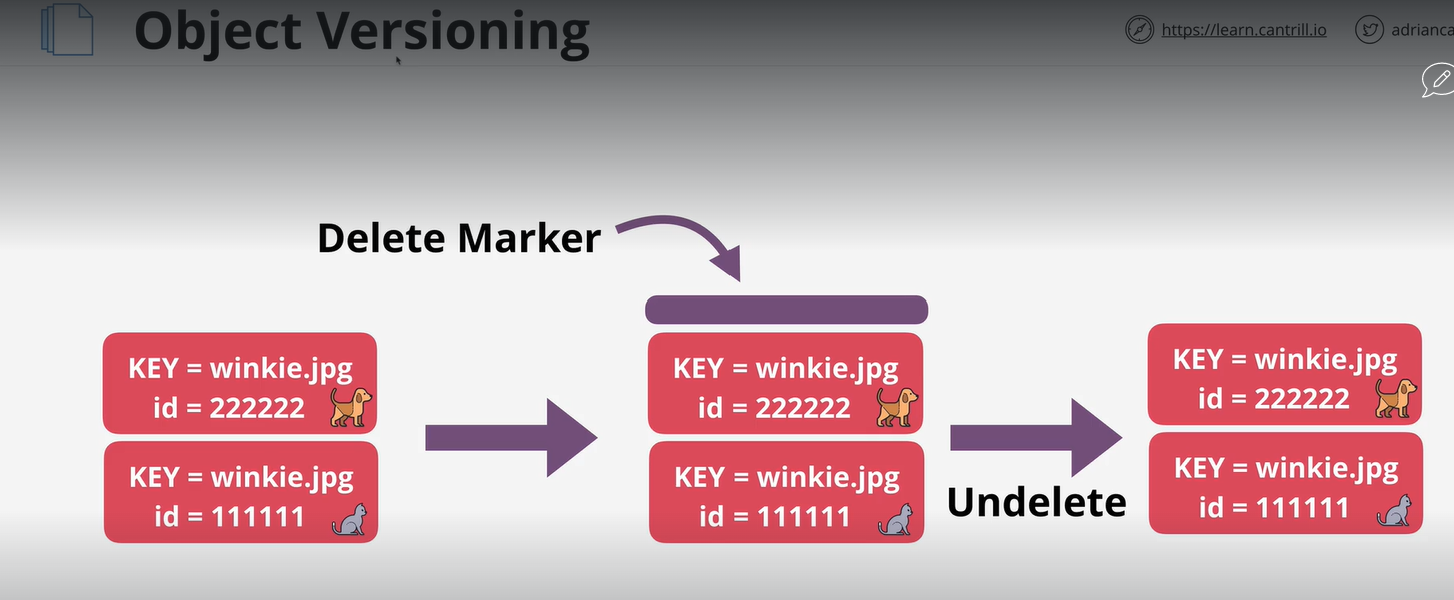 Object Versioning
https://learn.cantrill.io
adrianca
Delete Marker
KEY = winkie.jpg
id = 222222
KEY = winkie.jpg
id = 111111
KEY = winkie.jpg
id = 222222
KEY = winkie.jpg
id = 111111
Undelete
KEY = winkie.jpg
id = 222222
KEY = winkie.jpg
id = 111111